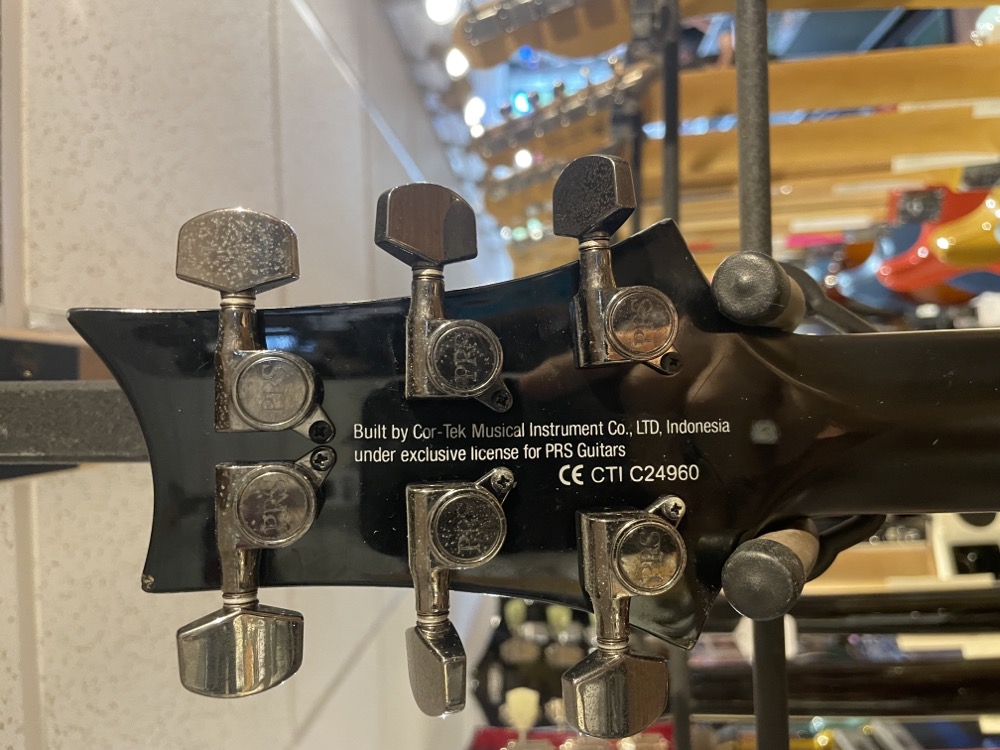 Built by Cor-Tek Musical Instrument Co., LTD, Indonesia
under exclusive license for PRS Guitars
CE CTI C24960
PRS
PRS
PRS
PRS
PRS
PRS